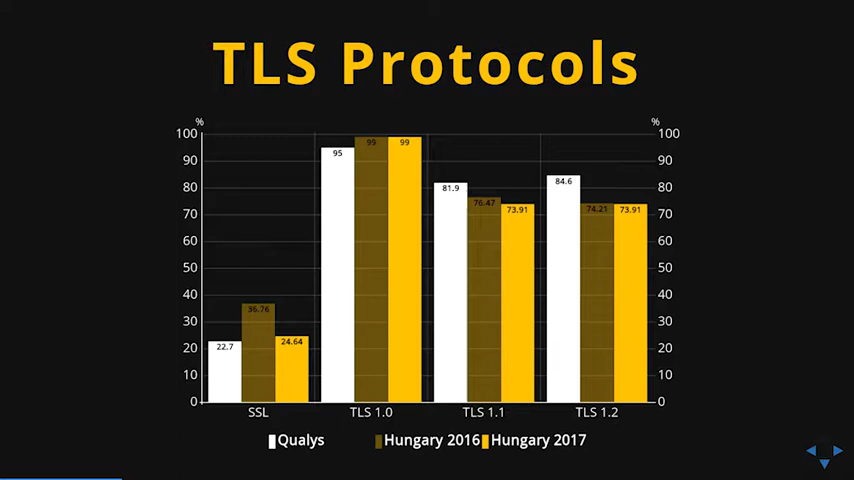 TLS Protocols
% %
100 100
90 90
80 80
70 70
60 60
50 50
40 40
30 30
20 20
10 10
0 0
22.7 36.76 24.64
95 99 99
81.9 76.47 73.91
84.6 74.21 73.91
SSL TLS 1.0 TLS 1.1 TLS 1.2
Qualys Hungary 2016 Hungary 2017